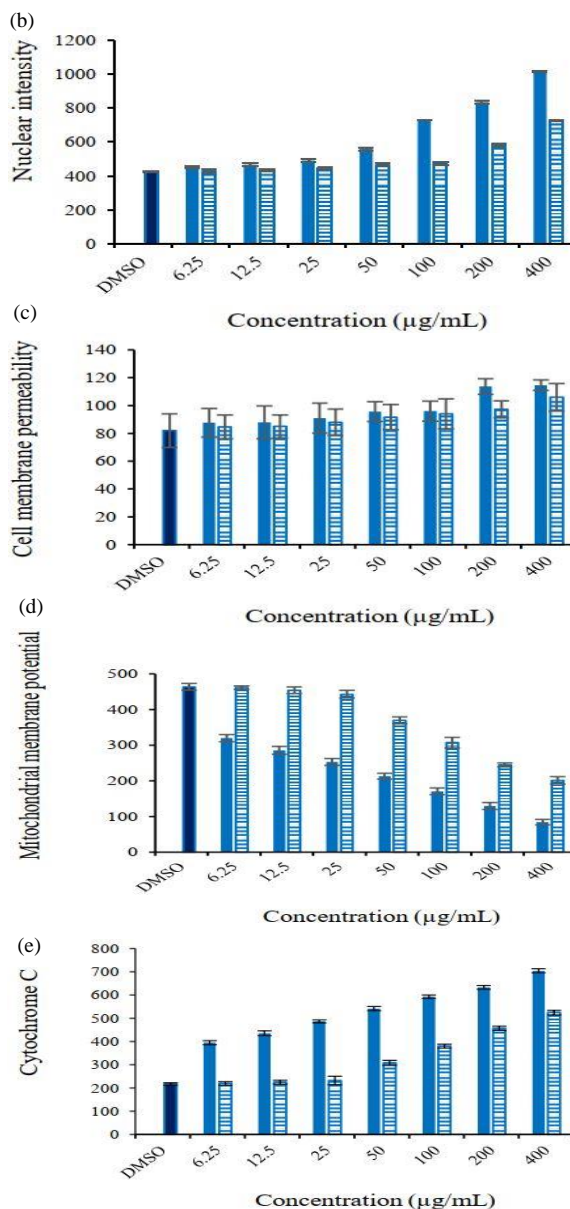 (b)
Nuclear intensity
1200
1000
800
600
400
200
0
DMSO 6.25 12.5 25 50 100 200 400
Concentration (µg/mL)
(c)
Cell membrane permeability
140
120
100
80
60
40
20
0
DMSO 6.25 12.5 25 50 100 200 400
Concentration (µg/mL)
(d)
Mitochondrial membrane potential
500
400
300
200
100
0
DMSO 6.25 12.5 25 50 100 200 400
Concentration (µg/mL)
(e)
Cytochrome C
800
700
600
500
400
300
200
100
0
DMSO 6.25 12.5 25 50 100 200 400
Concentration (µg/mL)